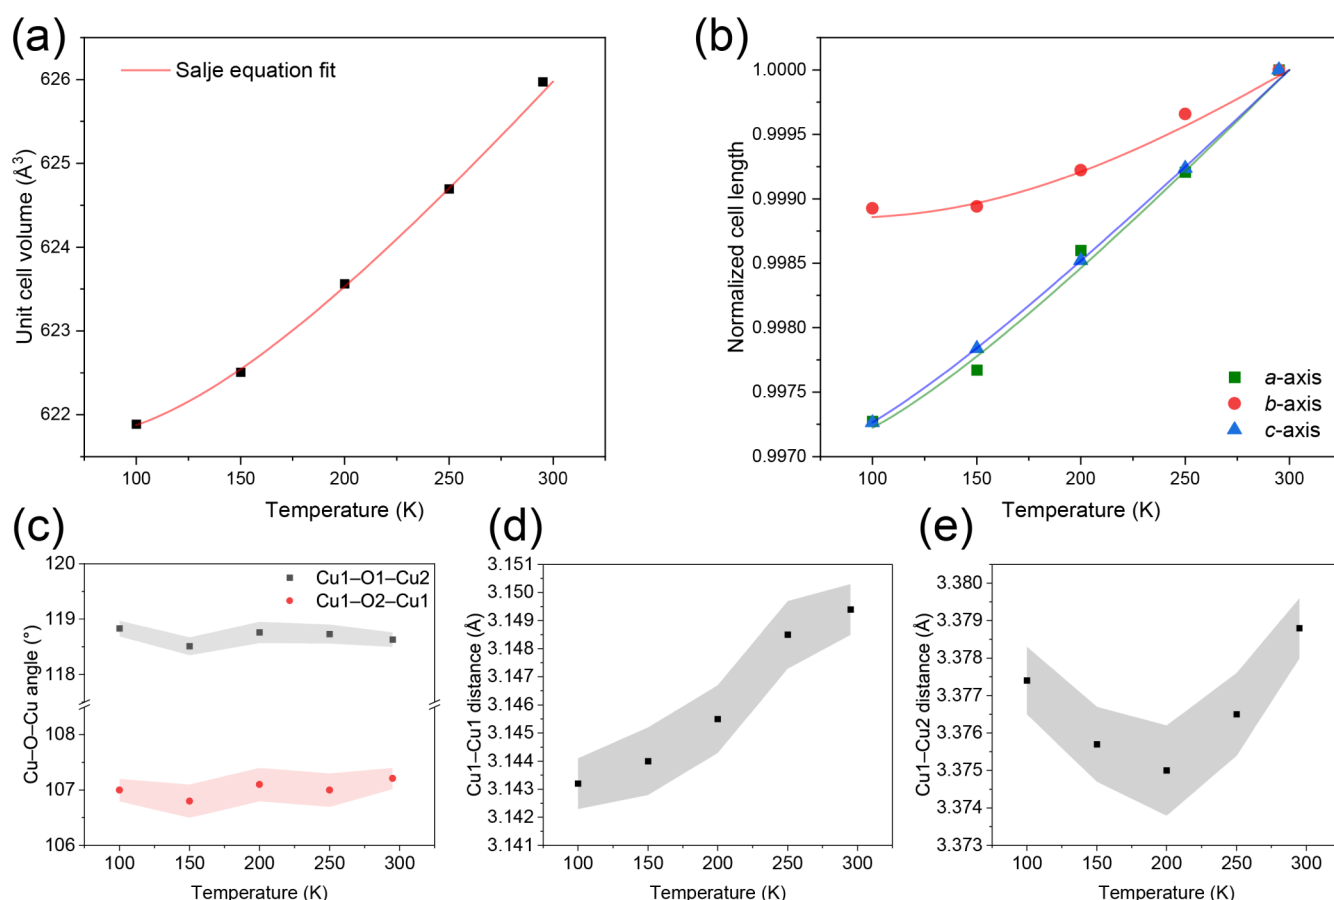 (a)
Salje equation fit
626
625
624
623
622
Unit cell volume (Å³)
100
150
200
250
300
Temperature (K)
(b)
1.0000
0.9995
0.9990
0.9985
0.9980
0.9975
0.9970
Normalized cell length
a-axis
b-axis
c-axis
100
150
200
250
300
Temperature (K)
(c)
120
119
118
108
107
106
Cu–O–Cu angle (°)
Cu1–O1–Cu2
Cu1–O2–Cu1
100
150
200
250
300
Temperature (K)
(d)
3.151
3.150
3.149
3.148
3.147
3.146
3.145
3.144
3.143
3.142
3.141
Cu1–Cu1 distance (Å)
100
150
200
250
300
Temperature (K)
(e)
3.380
3.379
3.378
3.377
3.376
3.375
3.374
3.373
Cu1–Cu2 distance (Å)
100
150
200
250
300
Temperature (K)